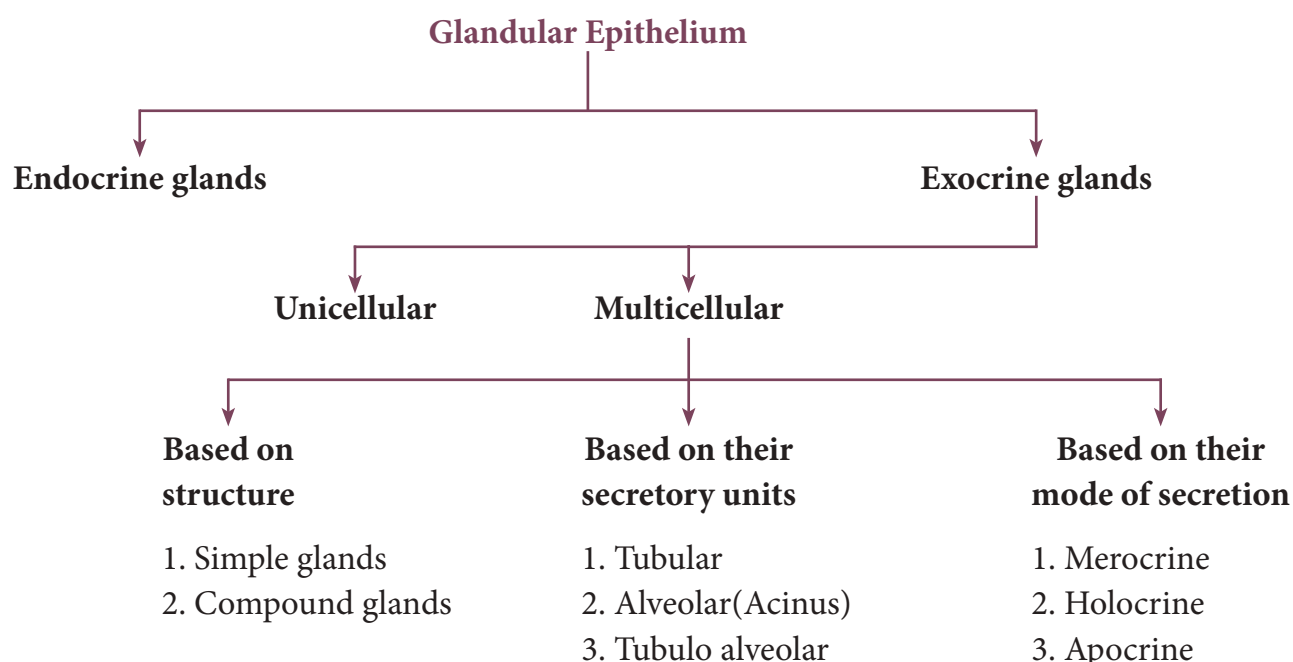 Glandular Epithelium
Endocrine glands
Exocrine glands
Unicellular
Multicellular
Based on
structure
1. Simple glands
2. Compound glands
Based on their
secretory units
1. Tubular
2. Alveolar(Acinus)
3. Tubulo alveolar
Based on their
mode of secretion
1. Merocrine
2. Holocrine
3. Apocrine